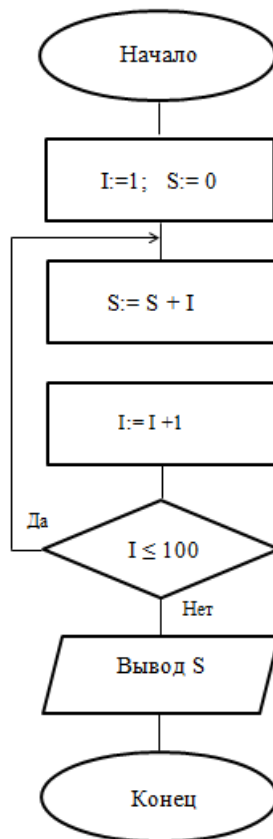 Начало
I:=1; S:= 0
S:= S + I
I:= I +1
Да
I ≤ 100
Нет
Вывод S
Конец